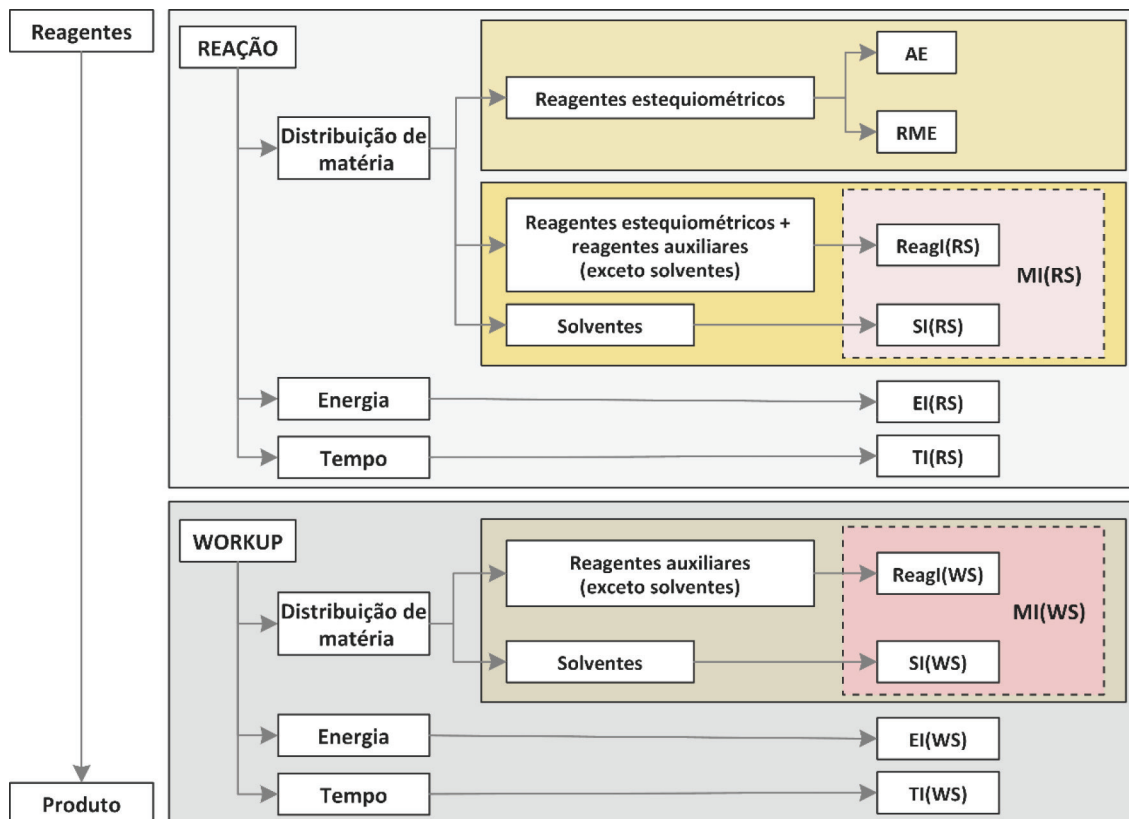 Reagentes
REAÇÃO
AE
Reagentes estequiométricos
Distribuição de
matéria
RME
Reagentes estequiométricos +
reagentes auxiliares
(exceto solventes)
ReagI(RS)
MI(RS)
Solventes
SI(RS)
Energia
EI(RS)
Tempo
TI(RS)
WORKUP
Reagentes auxiliares
(exceto solventes)
ReagI(WS)
Distribuição de
matéria
MI(WS)
Solventes
SI(WS)
Energia
EI(WS)
Tempo
TI(WS)
Produto